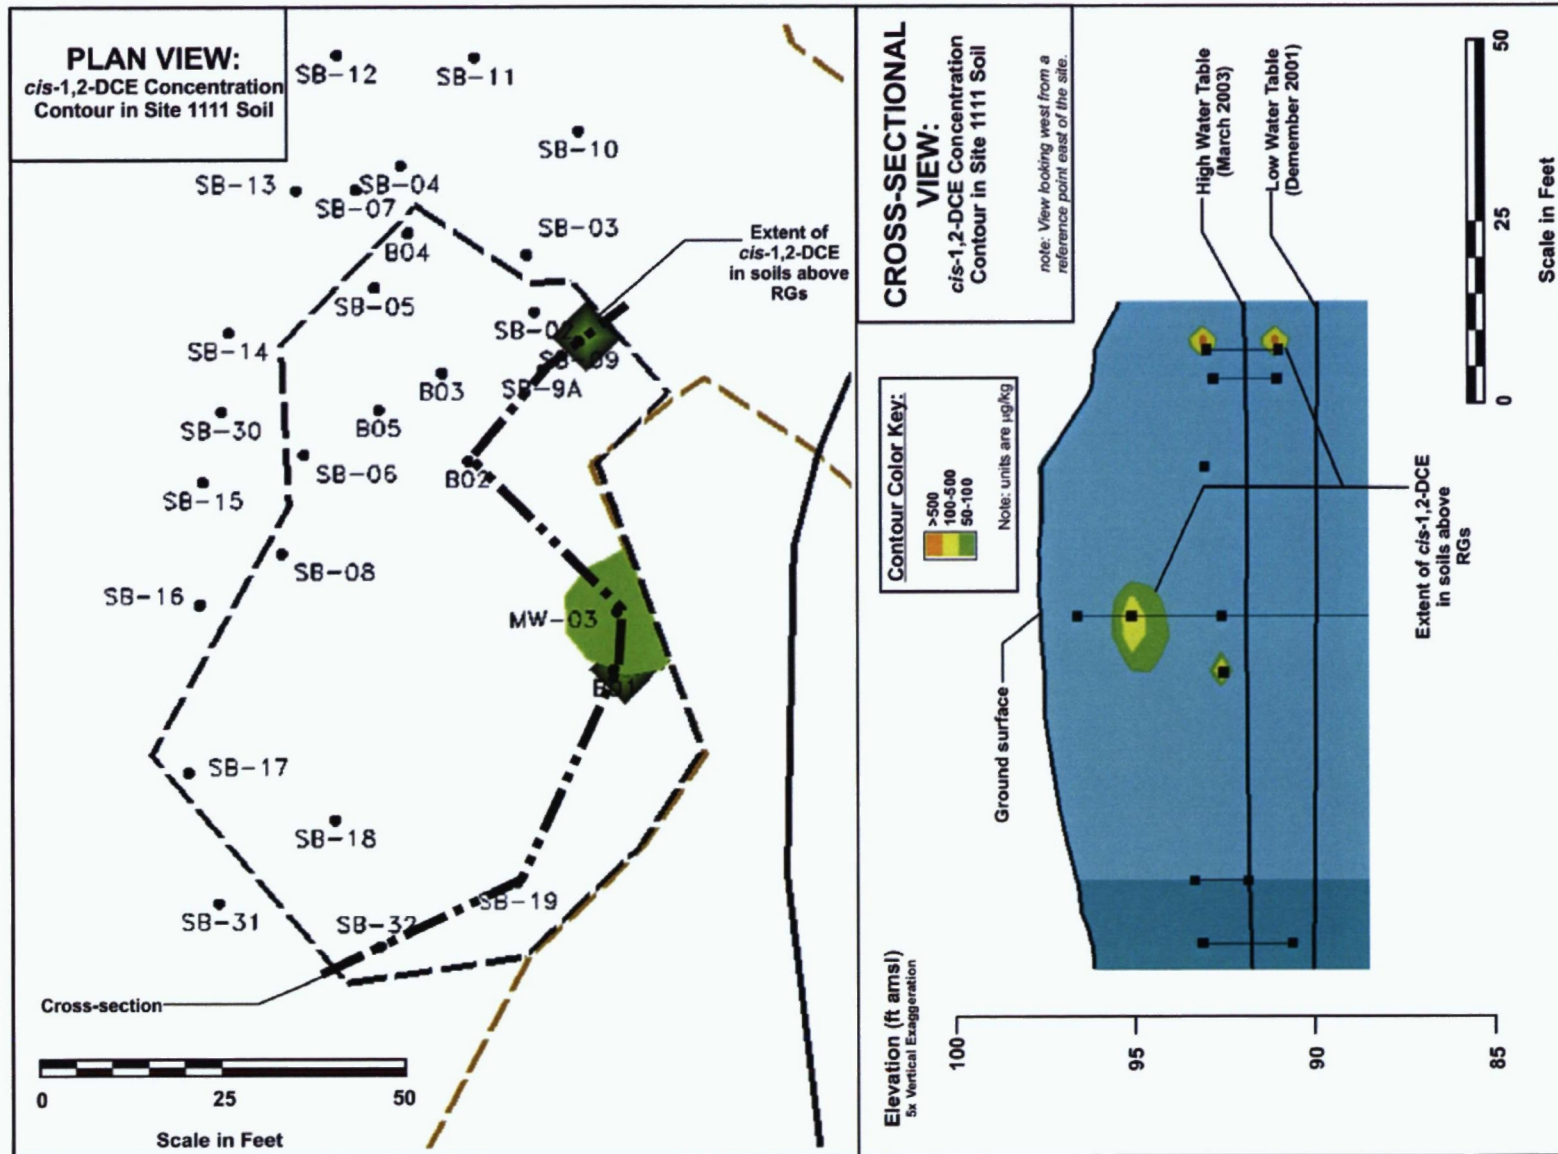 PLAN VIEW:
cis-1,2-DCE Concentration
Contour in Site 1111 Soil
SB-12
SB-11
SB-10
SB-13
SB-04
SB-07
B04
SB-03
Extent of
cis-1,2-DCE
in soils above
RGs
SB-05
SB-02
SB-14
SB-09
SB-9A
B03
SB-30
B05
SB-06
B02
SB-15
SB-08
SB-16
MW-03
B01
SB-17
SB-18
SB-19
SB-31
SB-32
Cross-section
0 25 50
Scale in Feet
CROSS-SECTIONAL
VIEW:
cis-1,2-DCE Concentration
Contour in Site 1111 Soil
note: View looking west from a
reference point east of the site.
Contour Color Key:
>500
100-500
50-100
Note: units are µg/kg
High Water Table
(March 2003)
Low Water Table
(Demember 2001)
0 25 50
Scale in Feet
Ground surface
Extent of cis-1,2-DCE
in soils above
RGs
Elevation (ft amsl)
5x Vertical Exaggeration
100
95
90
85